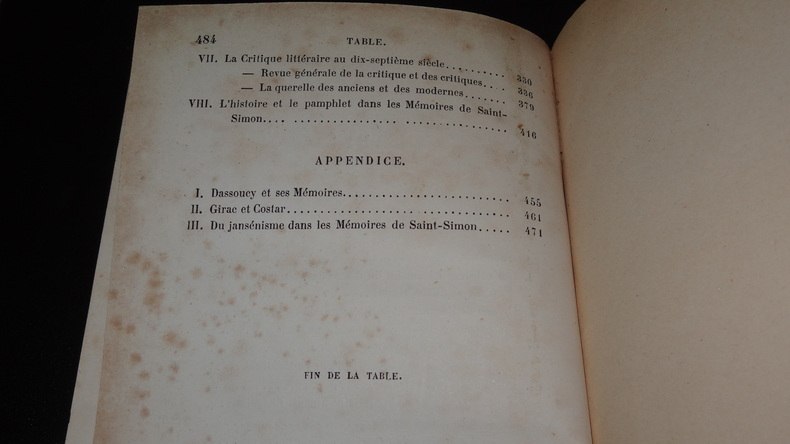 484 TABLE.
VII. La Critique littéraire au dix-septième siècle.......... 330
— Revue générale de la critique et des critiques.... 336
— La querelle des anciens et des modernes....... 379
VIII. L'histoire et le pamphlet dans les Mémoires de Saint-
Simon.... .................. .................. 416
APPENDICE.
I. Dassoucy et ses Mémoires........................... 455
II. Girac et Costar.................... ............... 461
III. Du jansénisme dans les Mémoires de Saint-Simon..... 471
FIN DE LA TABLE.